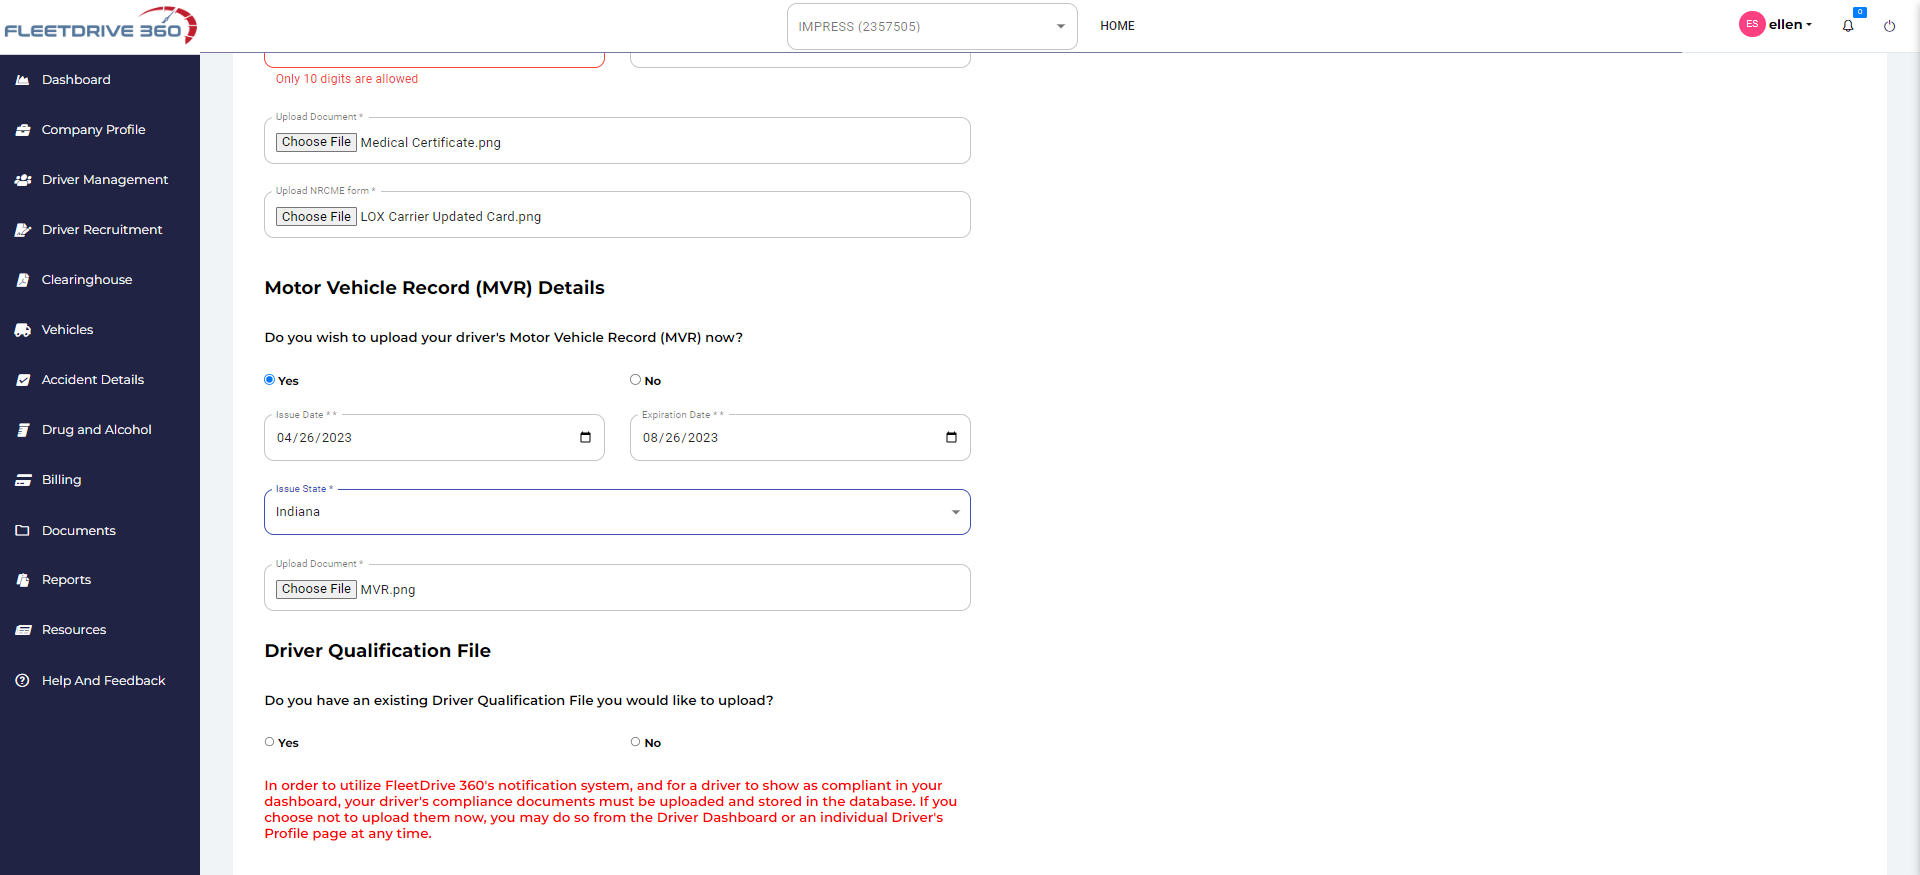 FLEETDRIVE 360
IMPRESS (2357505)
HOME
ES
ellen
0
Dashboard
Company Profile
Driver Management
Driver Recruitment
Clearinghouse
Vehicles
Accident Details
Drug and Alcohol
Billing
Documents
Reports
Resources
Help And Feedback
Only 10 digits are allowed
Upload Document *
Choose File Medical Certificate.png
Upload NRCME form *
Choose File LOX Carrier Updated Card.png
Motor Vehicle Record (MVR) Details
Do you wish to upload your driver's Motor Vehicle Record (MVR) now?
Yes No
Issue Date * * Expiration Date * *
04/26/2023 08/26/2023
Issue State *
Indiana
Upload Document *
Choose File MVR.png
Driver Qualification File
Do you have an existing Driver Qualification File you would like to upload?
Yes No
In order to utilize FleetDrive 360's notification system, and for a driver to show as compliant in your
dashboard, your driver's compliance documents must be uploaded and stored in the database. If you
choose not to upload them now, you may do so from the Driver Dashboard or an individual Driver's
Profile page at any time.